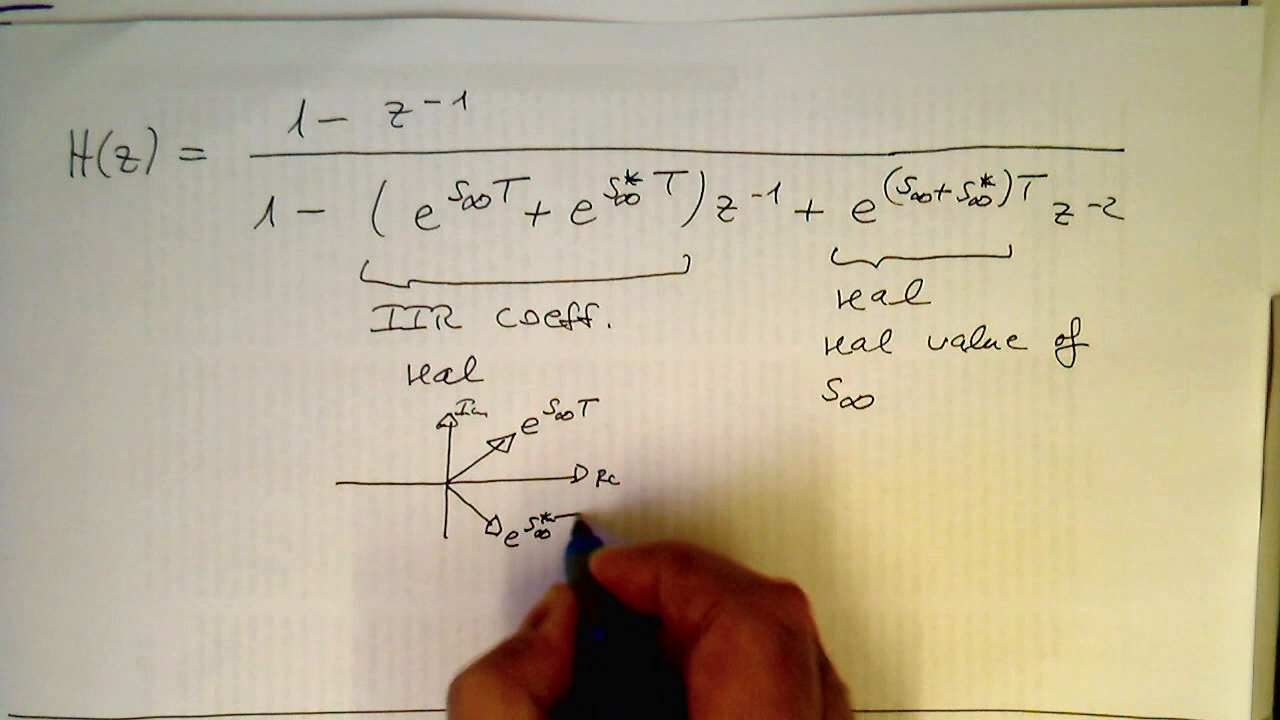 H(z) = 1 - z^{-1}
1 - (e^{S∞T} + e^{S∞*T}) z^{-1} + e^{(S∞+S∞*)T} z^{-2}
IIR coeff.
real
real
real value of
S∞
Im
e^{S∞T}
Re
e^{S∞*